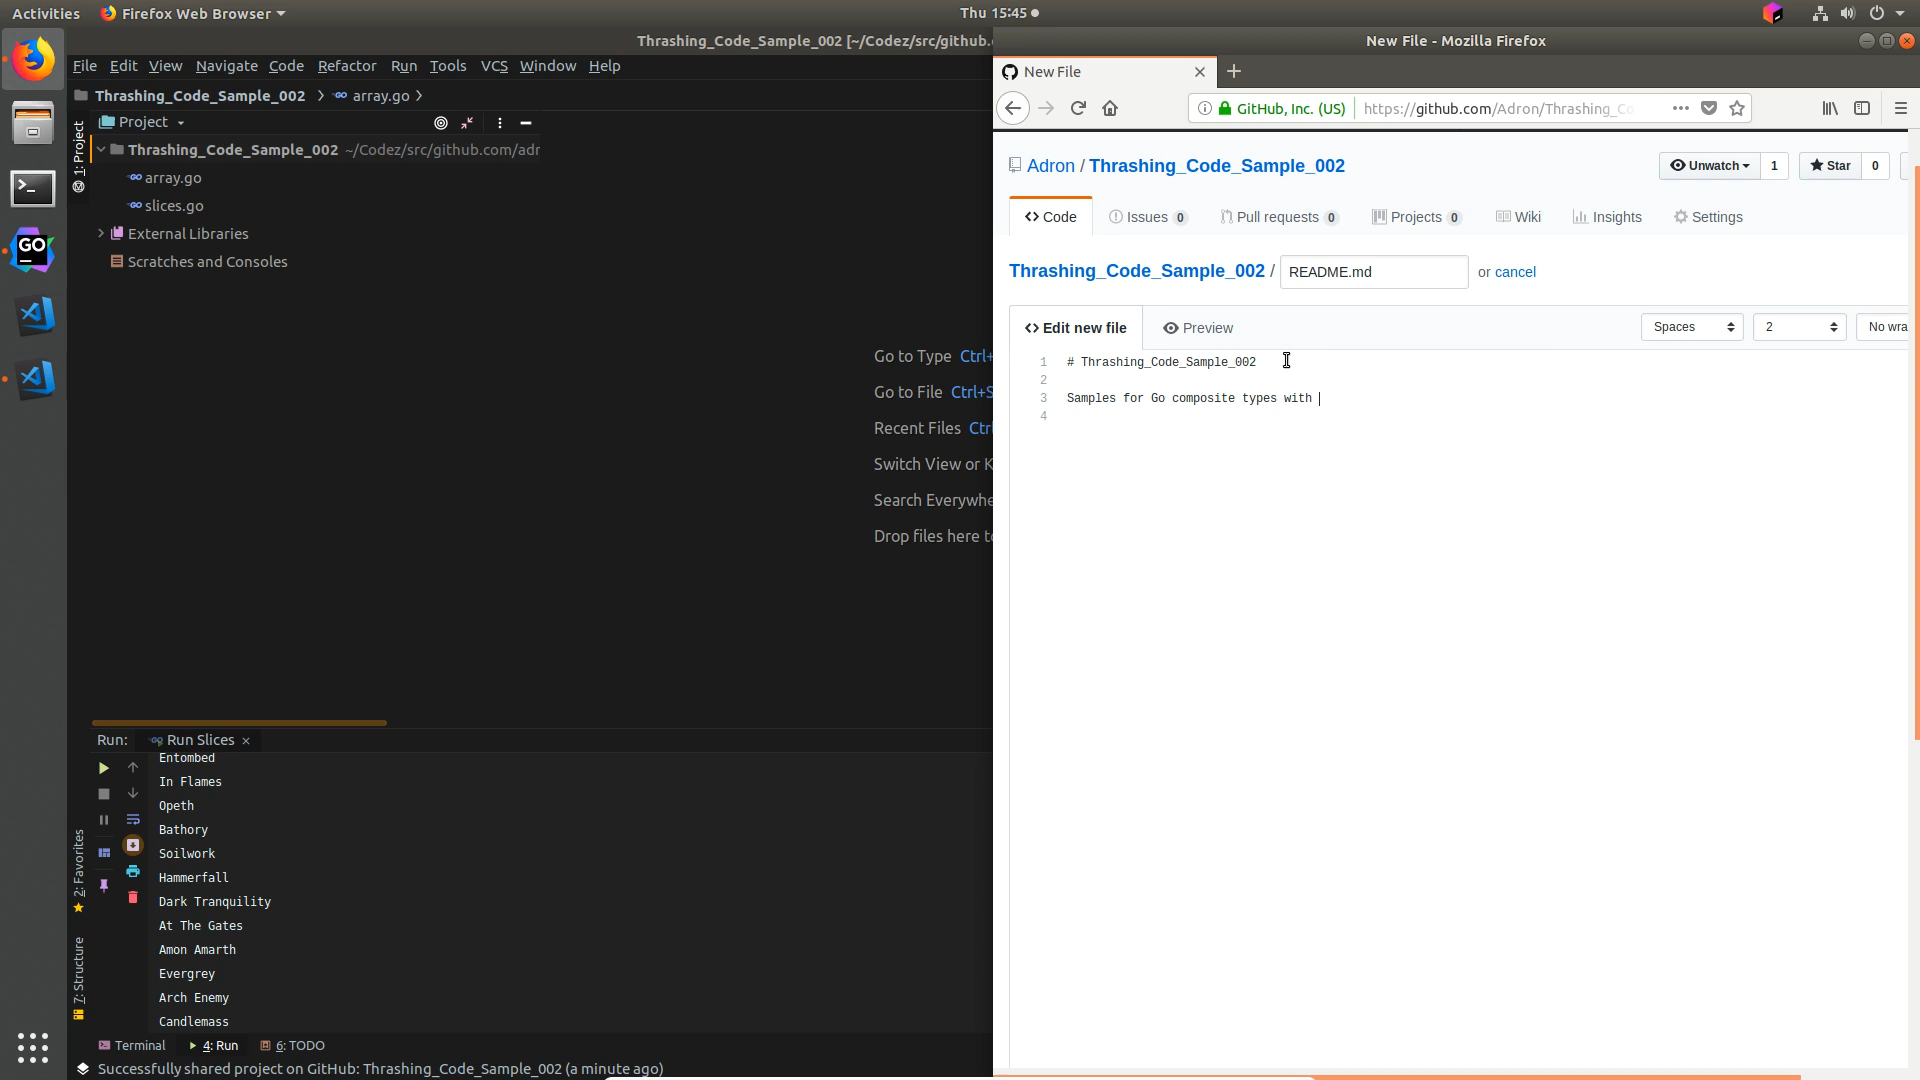 Activities Firefox Web Browser Thu 15:45
Thrashing_Code_Sample_002 [~/Codez/src/github.
File Edit View Navigate Code Refactor Run Tools VCS Window Help
Thrashing_Code_Sample_002 array.go
1: Project
Project
Thrashing_Code_Sample_002 ~/Codez/src/github.com/adr
array.go
slices.go
External Libraries
Scratches and Consoles
GO
Go to Type Ctrl+
Go to File Ctrl+S
Recent Files Ctrl
Switch View or K
Search Everywhe
Drop files here to
Run: Run Slices
Entombed
In Flames
Opeth
Bathory
Soilwork
Hammerfall
Dark Tranquility
At The Gates
Amon Amarth
Evergrey
Arch Enemy
Candlemass
2: Favorites
7: Structure
Terminal 4: Run 6: TODO
Successfully shared project on GitHub: Thrashing_Code_Sample_002 (a minute ago)
New File - Mozilla Firefox
New File
GitHub, Inc. (US) https://github.com/Adron/Thrashing_Co
Adron / Thrashing_Code_Sample_002
Unwatch 1 Star 0
Code Issues 0 Pull requests 0 Projects 0 Wiki Insights Settings
Thrashing_Code_Sample_002 / README.md or cancel
Edit new file Preview Spaces 2 No wra
1 # Thrashing_Code_Sample_002
2
3 Samples for Go composite types with
4